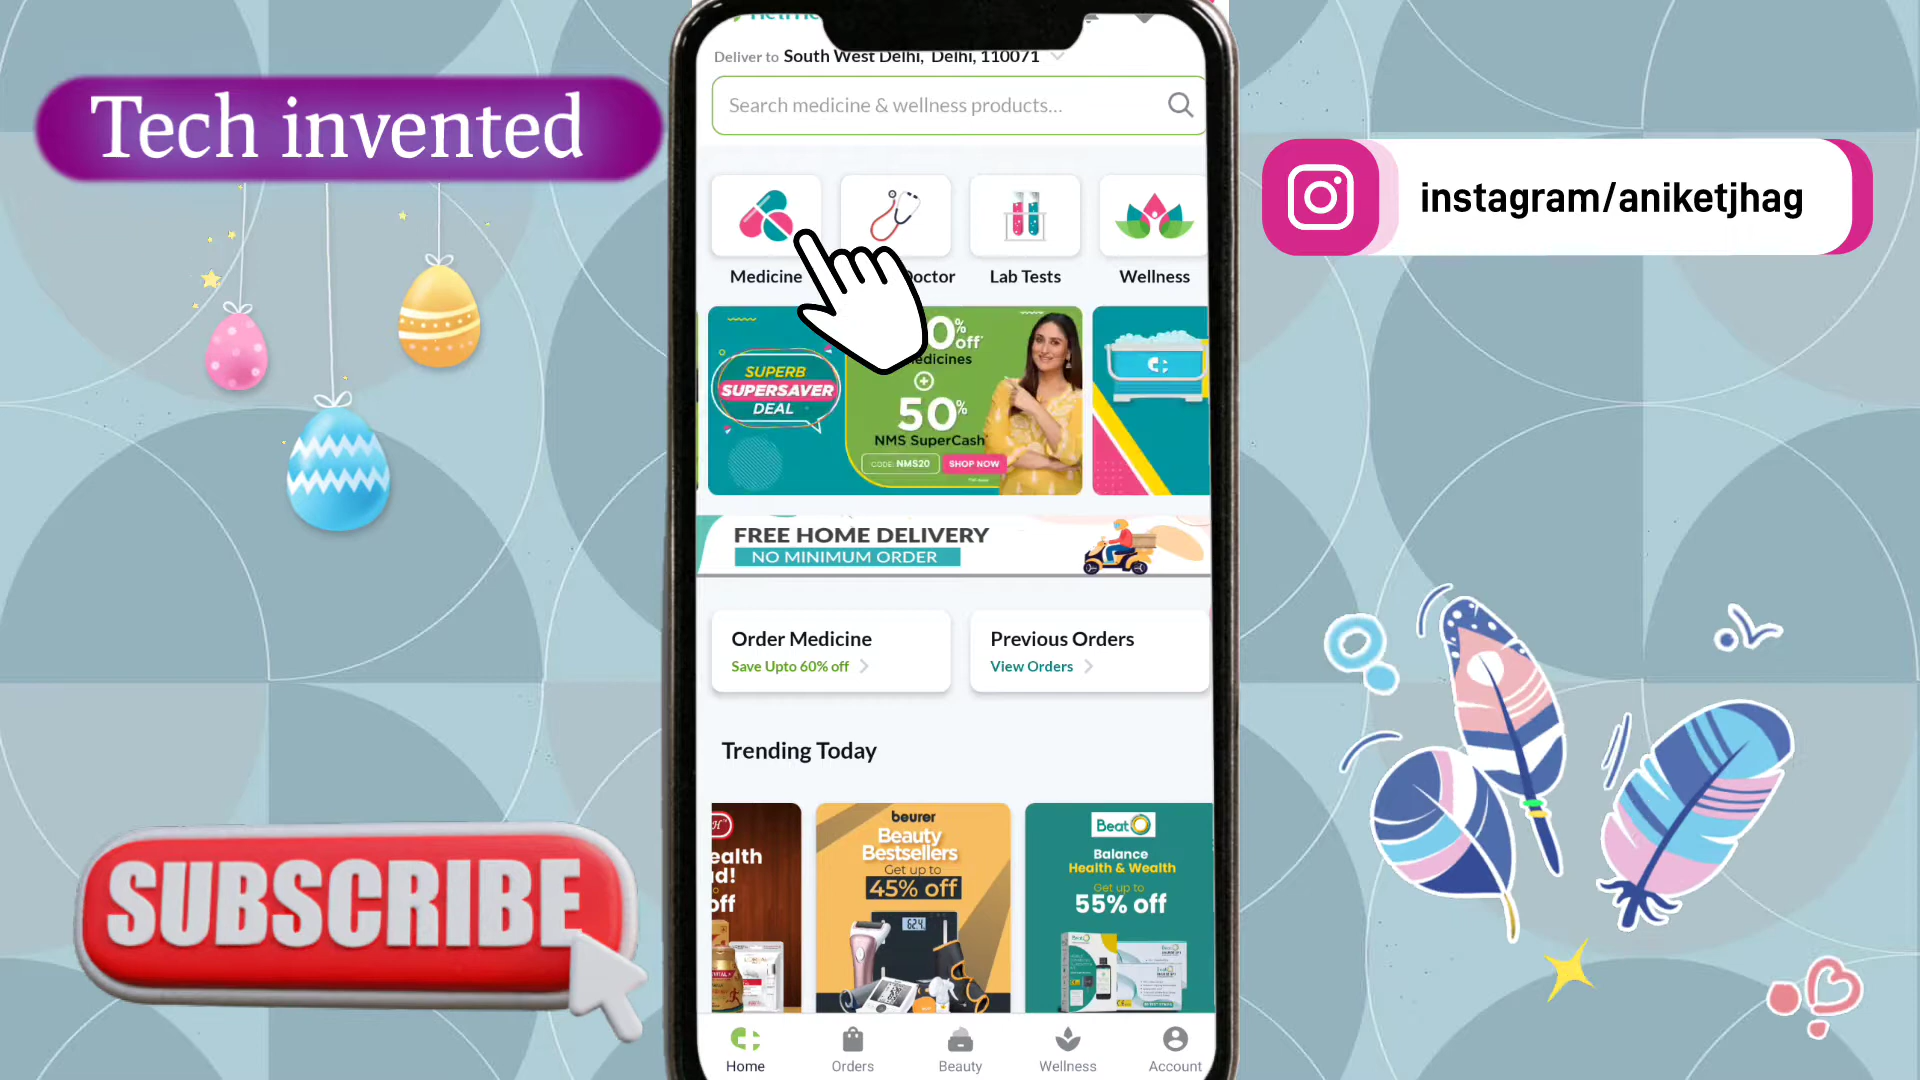 Tech invented
instagram/aniketjhag
SUBSCRIBE
Deliver to South West Delhi, Delhi, 110071
Search medicine & wellness products...
Medicine
Doctor
Lab Tests
Wellness
SUPERB
SUPERSAVER
DEAL
off*
50%
NMS SuperCash*
CODE: NMS20
SHOP NOW
FREE HOME DELIVERY
NO MINIMUM ORDER
Order Medicine
Save Upto 60% off
Previous Orders
View Orders
Trending Today
off
beurer
Beauty
Bestsellers
Get up to
45% off
BeatO
Balance
Health & Wealth
Get up to
55% off
Home
Orders
Beauty
Wellness
Account